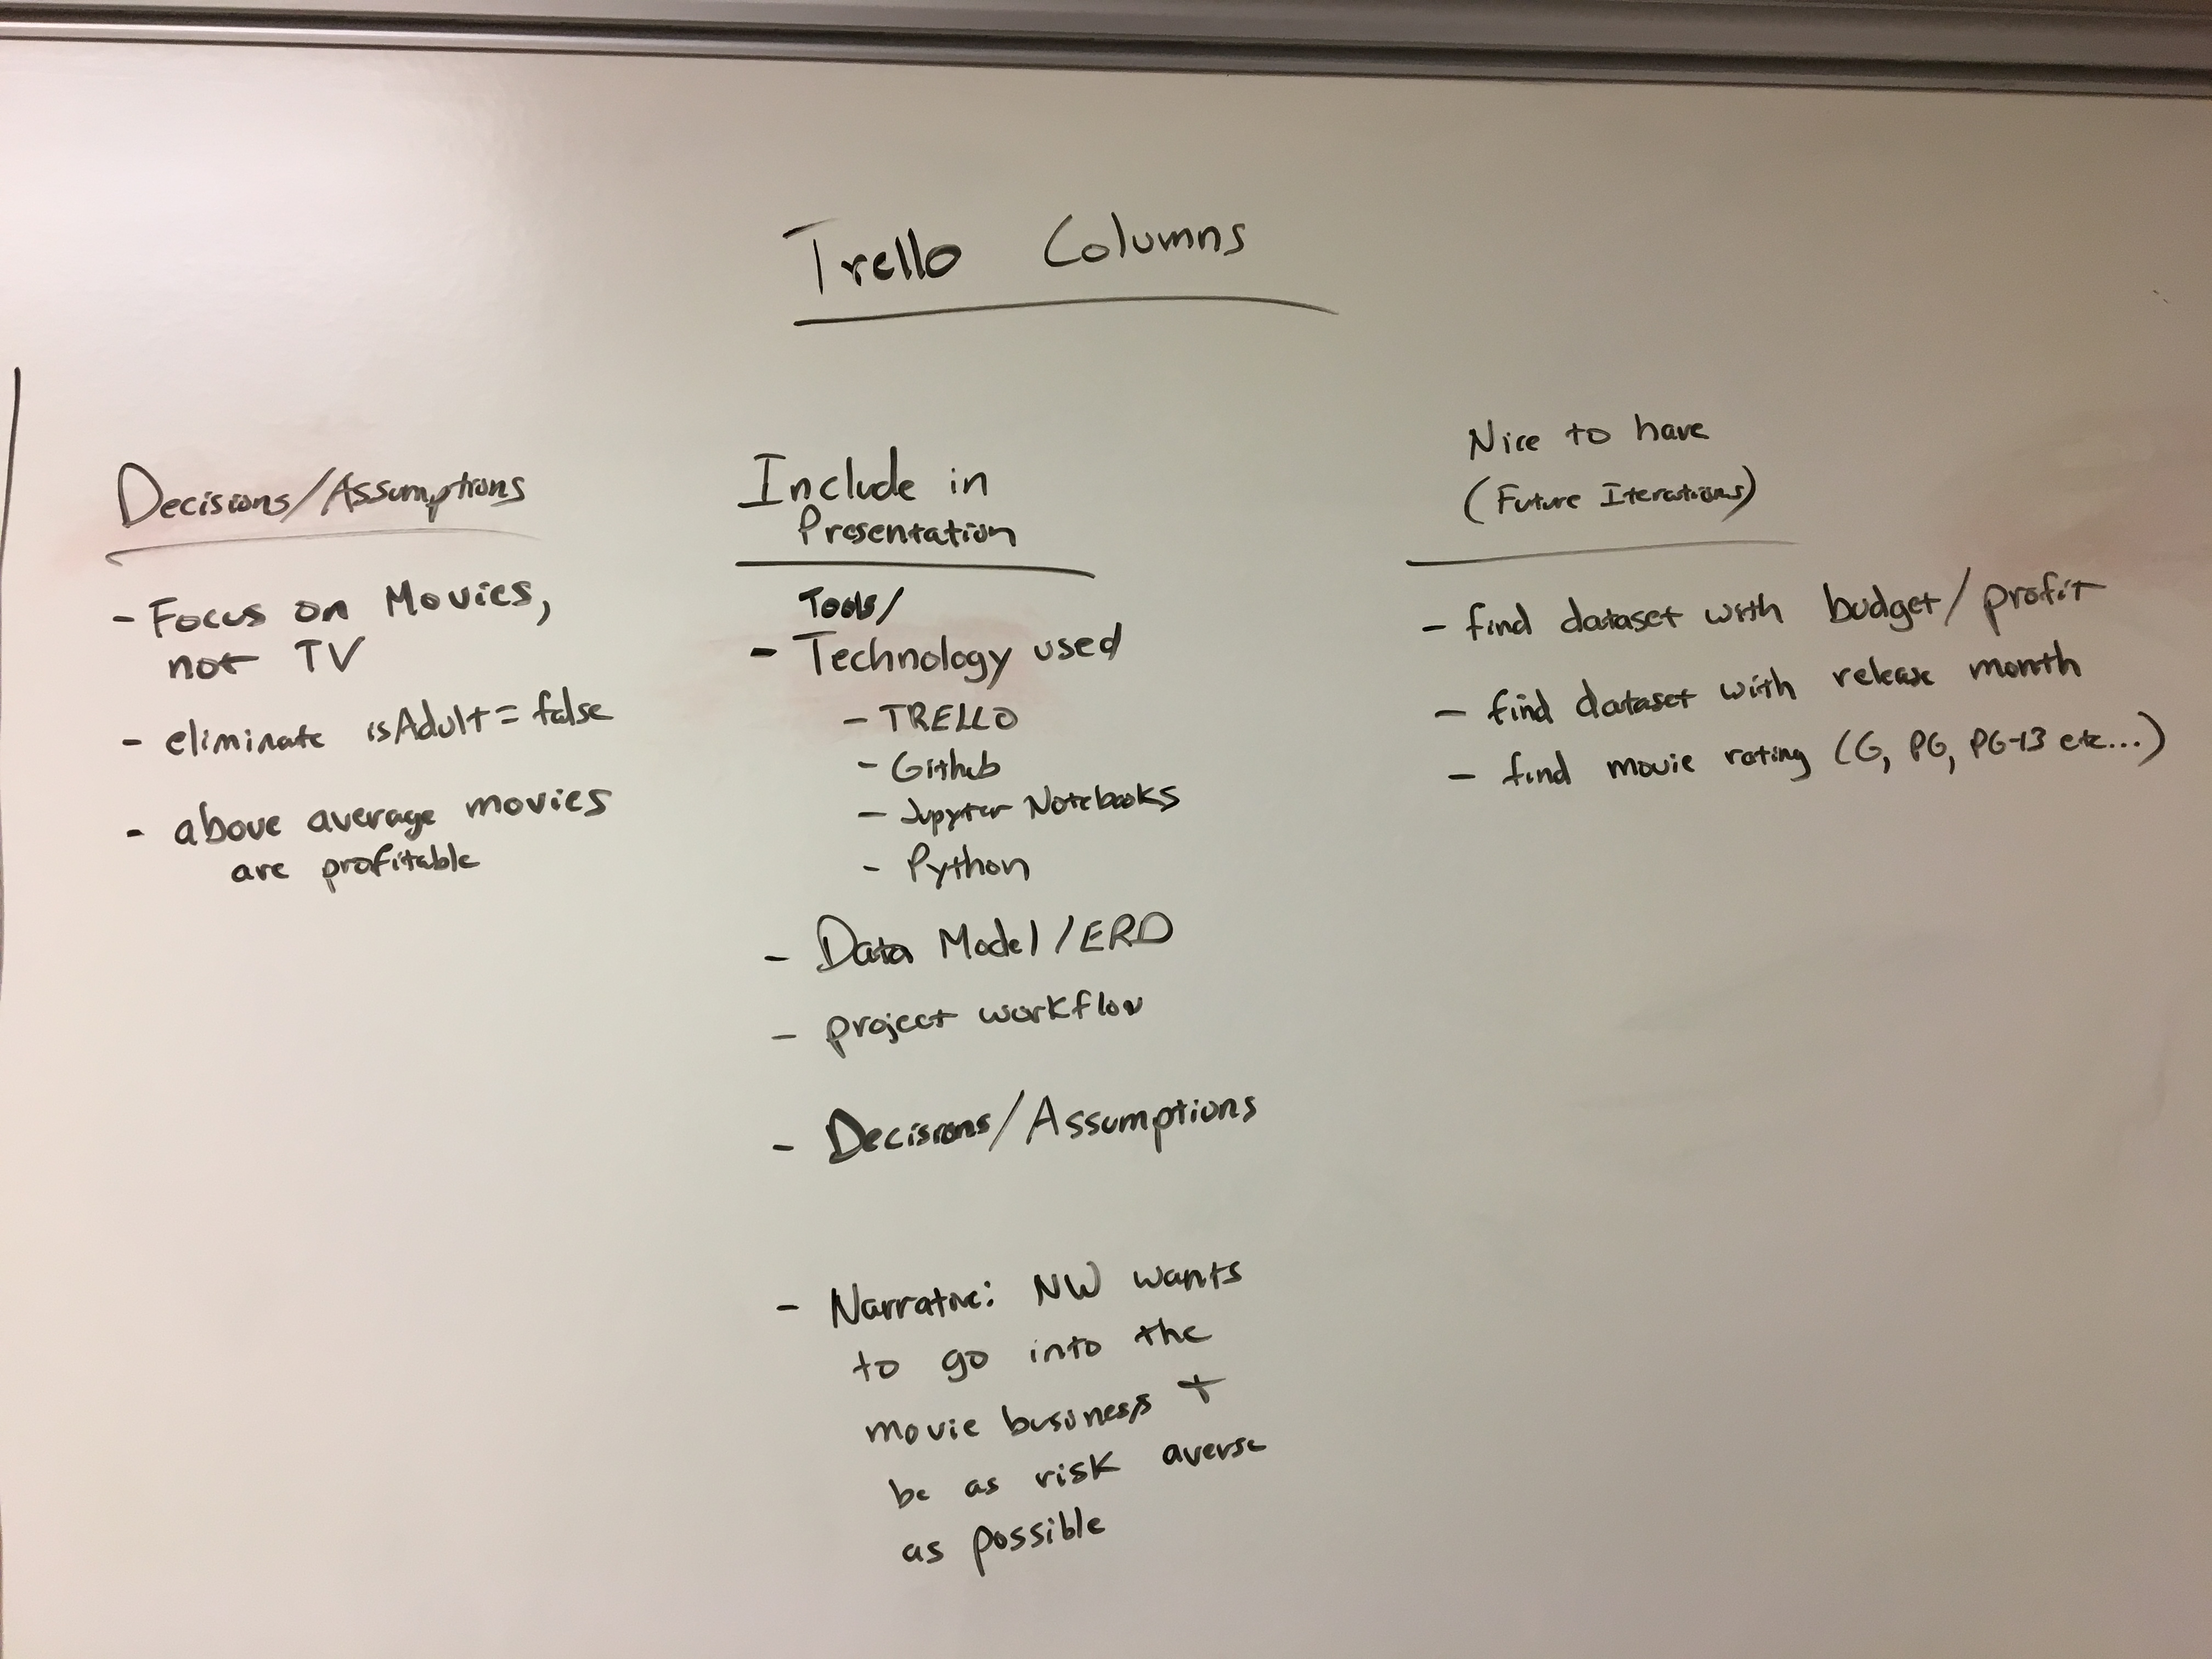 Trello Columns
Decisions/Assumptions
- Focus on Movies,
not TV
- eliminate isAdult = false
- above average movies
are profitable
Include in
Presentation
Tools/
- Technology used
- TRELLO
- Github
- Jupyter Notebooks
- Python
- Data Model/ERD
- project workflow
- Decisions/Assumptions
- Narrative: NW wants
to go into the
movie business +
be as risk averse
as possible
Nice to have
(Future Iterations)
- find dataset with budget/profit
- find dataset with release month
- find movie rating (G, PG, PG-13 etc...)